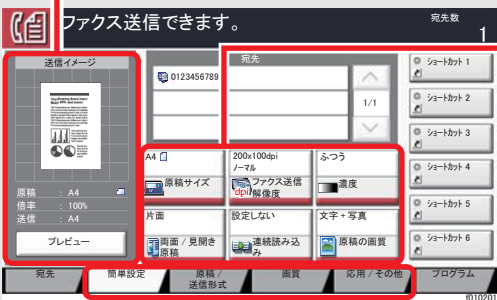 ファクス送信できます。
宛先数
1
送信イメージ
原稿 : A4
倍率 : 100%
送信 : A4
プレビュー
宛先
0123456789
1/1
A4
原稿サイズ
200x100dpi
ノーマル
dpi
ファクス送信
解像度
ふつう
濃度
片面
両面 / 見開き
原稿
設定しない
連続読み込
み
文字 + 写真
原稿の画質
ショートカット 1
ショートカット 2
ショートカット 3
ショートカット 4
ショートカット 5
ショートカット 6
宛先
簡単設定
原稿 /
送信形式
画質
応用 / その他
プログラム
f010201